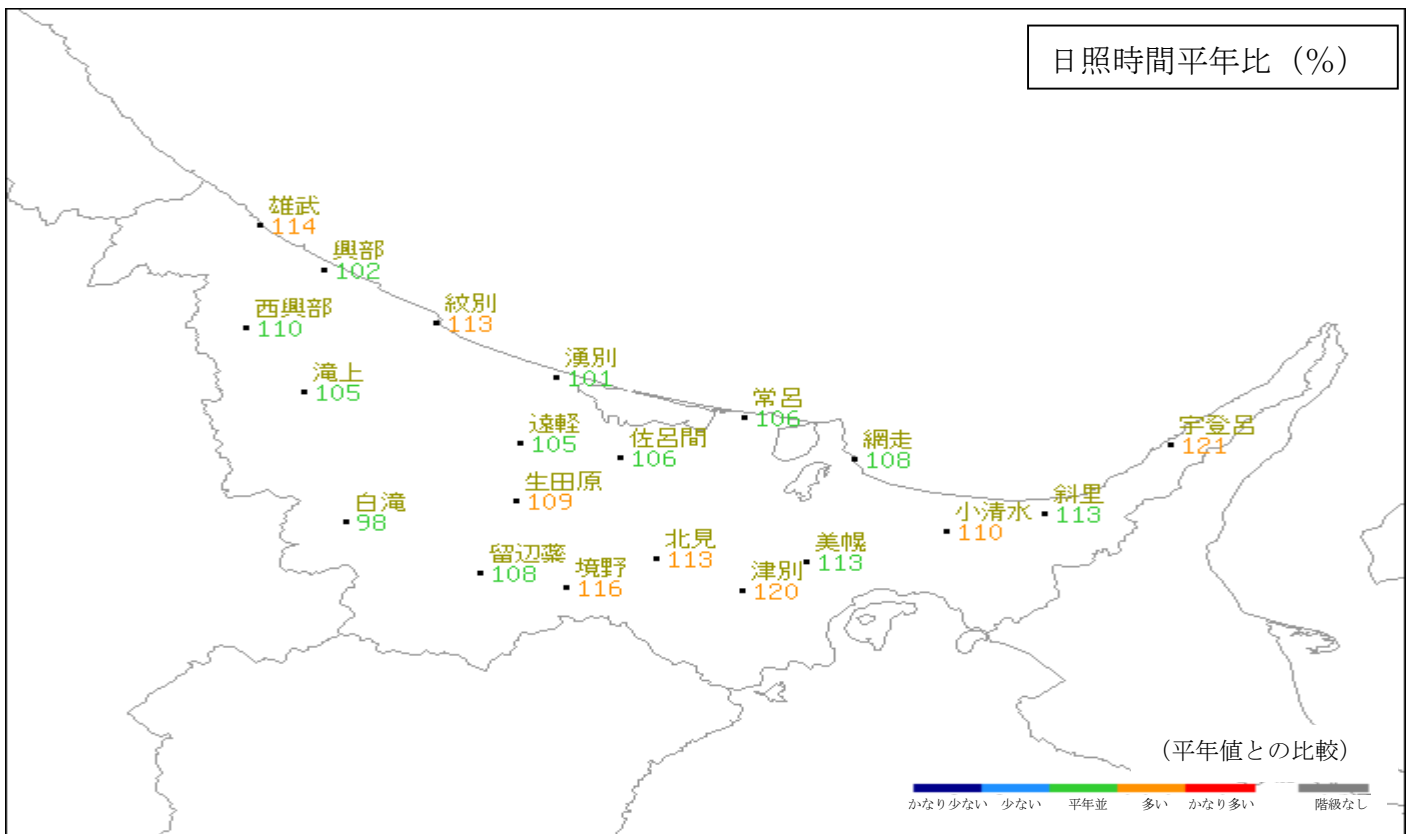 日照時間平年比（％）
雄武
114
興部
102
西興部
110
紋別
113
滝上
105
湧別
101
常呂
106
遠軽
105
佐呂間
106
網走
108
宇登呂
121
生田原
109
白滝
98
斜里
113
小清水
110
北見
113
美幌
113
留辺蘂
108
境野
116
津別
120
（平年値との比較）
かなり少ない 少ない 平年並 多い かなり多い 階級なし